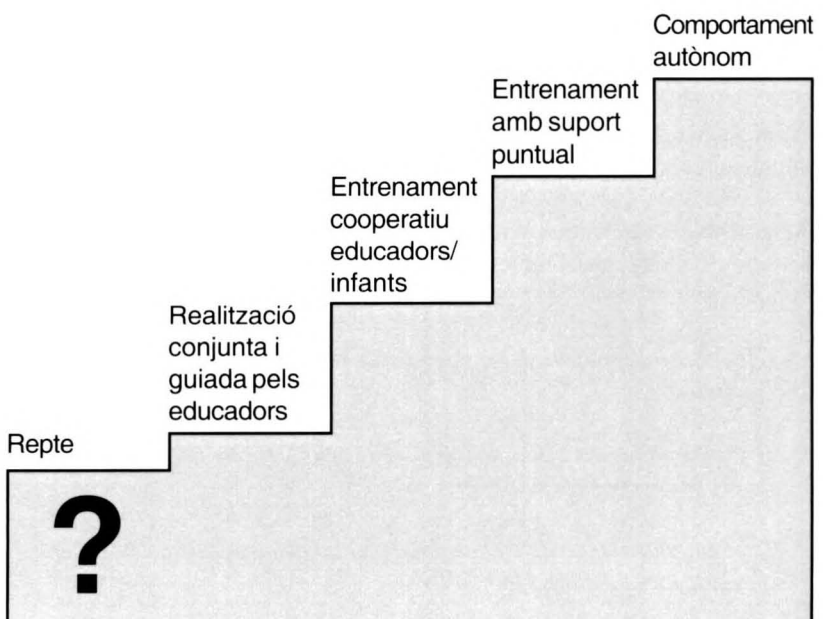 Comportament
autònom
Entrenament
amb suport
puntual
Entrenament
cooperatiu
educadors/
infants
Realització
conjunta i
guiada pels
educadors
Repte
?